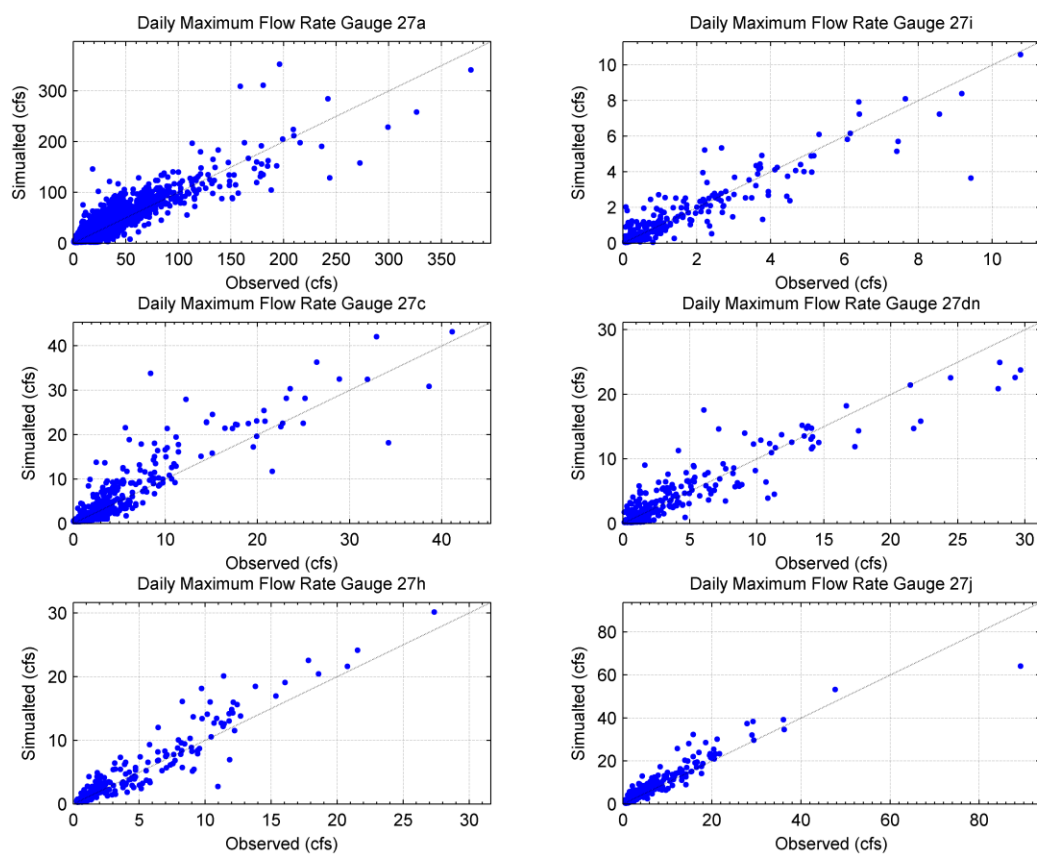 Daily Maximum Flow Rate Gauge 27a
300
200
100
0
Simualted (cfs)
0 50 100 150 200 250 300 350
Observed (cfs)
Daily Maximum Flow Rate Gauge 27i
10
8
6
4
2
0
Simualted (cfs)
0 2 4 6 8 10
Observed (cfs)
Daily Maximum Flow Rate Gauge 27c
40
30
20
10
0
Simualted (cfs)
0 10 20 30 40
Observed (cfs)
Daily Maximum Flow Rate Gauge 27dn
30
20
10
0
Simualted (cfs)
0 5 10 15 20 25 30
Observed (cfs)
Daily Maximum Flow Rate Gauge 27h
30
20
10
0
Simualted (cfs)
0 5 10 15 20 25 30
Observed (cfs)
Daily Maximum Flow Rate Gauge 27j
80
60
40
20
0
Simualted (cfs)
0 20 40 60 80
Observed (cfs)